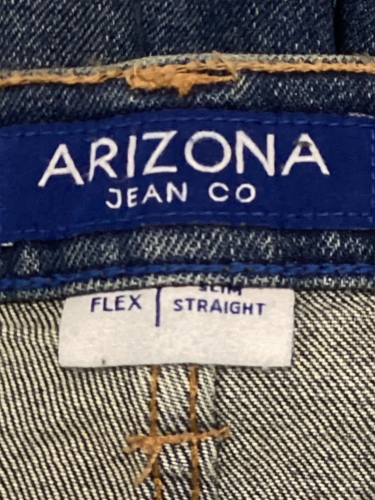 ARIZONA
JEAN CO
SLIM
FLEX STRAIGHT